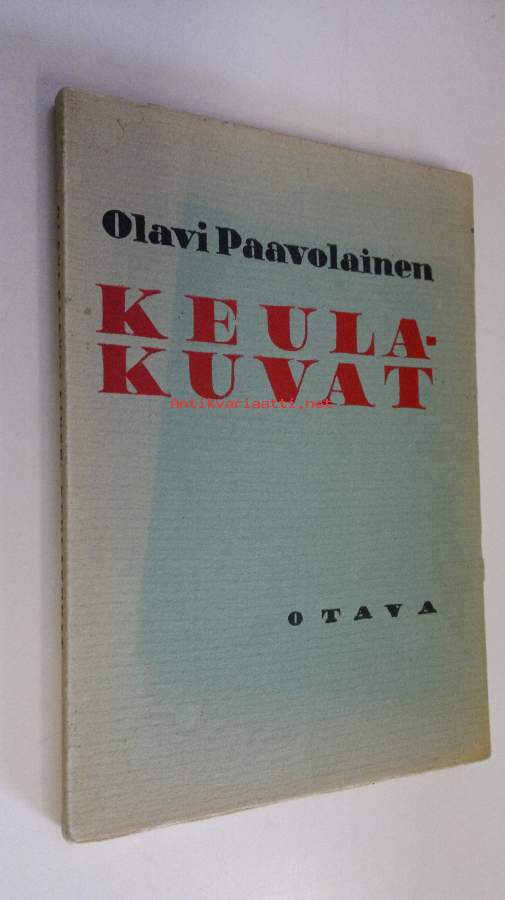 Olavi Paavolainen
KEULA-
KUVAT
Antikvariaatti.net
OTAVA